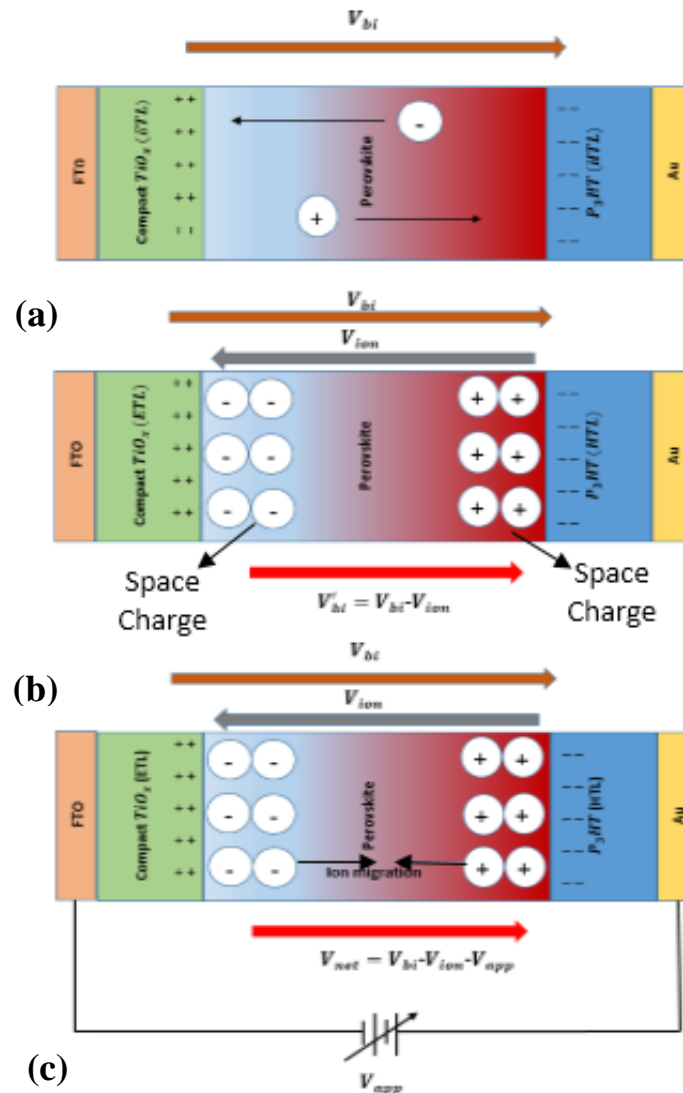 V_bi
FTO
Compact TiO_x (ETL)
++
++
++
++
--
-
+
Perovskite
--
--
--
--
--
P_3HT (HTL)
Au
(a)
V_bi
V_ion
FTO
Compact TiO_x (ETL)
++
++
++
++
++
- -
- -
- -
Perovskite
+ +
+ +
+ +
--
--
--
--
--
P_3HT (HTL)
Au
Space
Charge
Space
Charge
V'_bi = V_bi-V_ion
(b)
V_bi
V_ion
FTO
Compact TiO_x (ETL)
++
++
++
++
++
- -
- -
- -
Perovskite
Ion migration
+ +
+ +
+ +
--
--
--
--
--
P_3HT (HTL)
Au
V_net = V_bi-V_ion-V_app
(c)
V_app